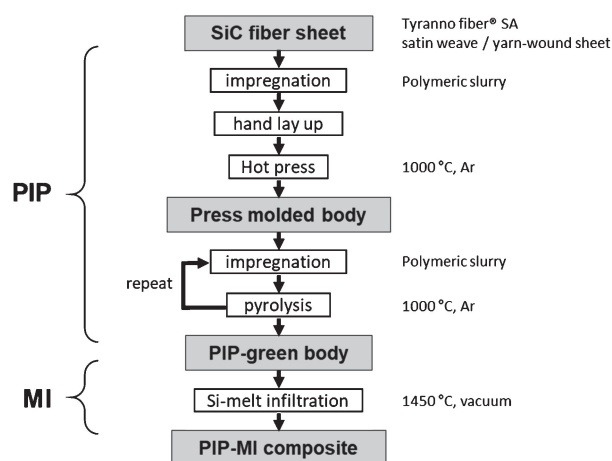 SiC fiber sheet
Tyranno fiber® SA
satin weave / yarn-wound sheet
impregnation
Polymeric slurry
hand lay up
Hot press
1000 °C, Ar
PIP
Press molded body
impregnation
Polymeric slurry
repeat
pyrolysis
1000 °C, Ar
PIP-green body
MI
Si-melt infiltration
1450 °C, vacuum
PIP-MI composite